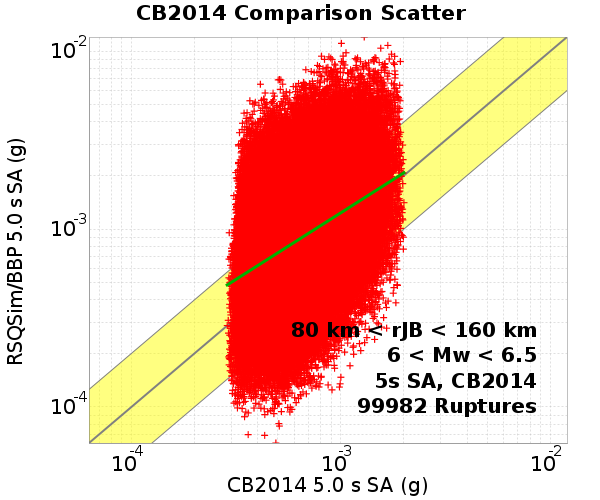 CB2014 Comparison Scatter
10-2
10-3
10-4
RSQSim/BBP 5.0 s SA (g)
80 km < rJB < 160 km
6 < Mw < 6.5
5s SA, CB2014
99982 Ruptures
10-4 10-3 10-2
CB2014 5.0 s SA (g)